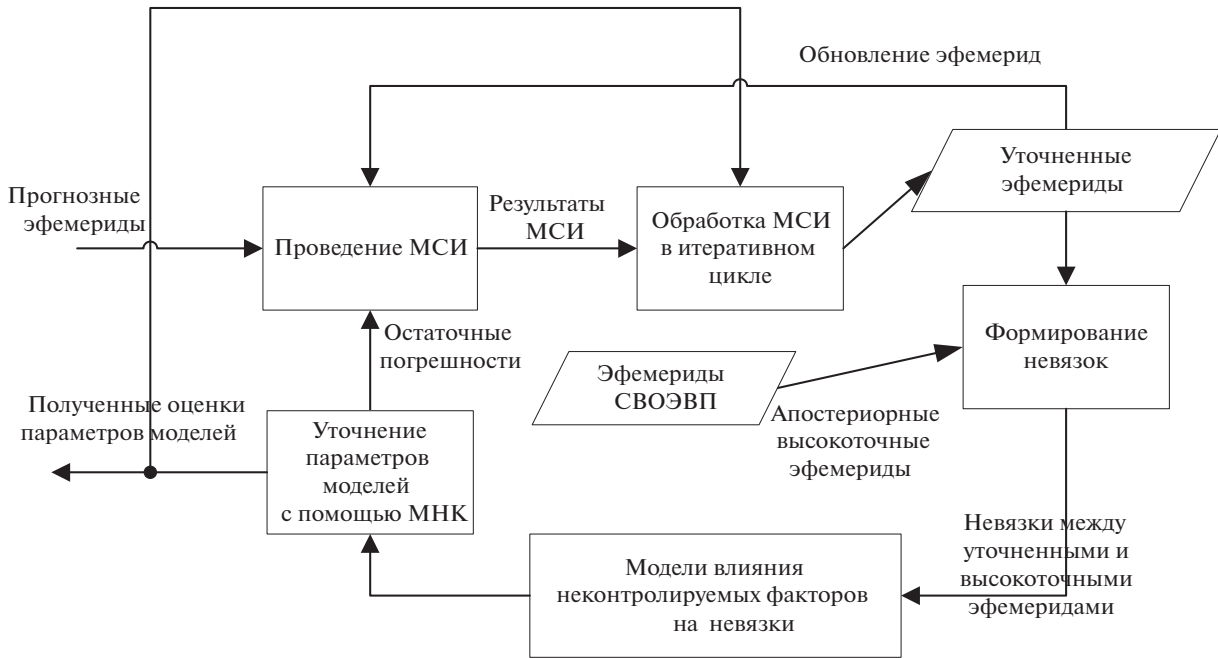 Обновление эфемерид
Уточненные
эфемериды
Прогнозные
эфемериды
Проведение МСИ
Результаты
МСИ
Обработка МСИ
в итеративном
цикле
Остаточные
погрешности
Формирование
невязок
Эфемериды
СВОЭВП
Апостериорные
высокоточные
эфемериды
Полученные оценки
параметров моделей
Уточнение
параметров
моделей
с помощью МНК
Модели влияния
неконтролируемых факторов
на невязки
Невязки между
уточненными и
высокоточными
эфемеридами